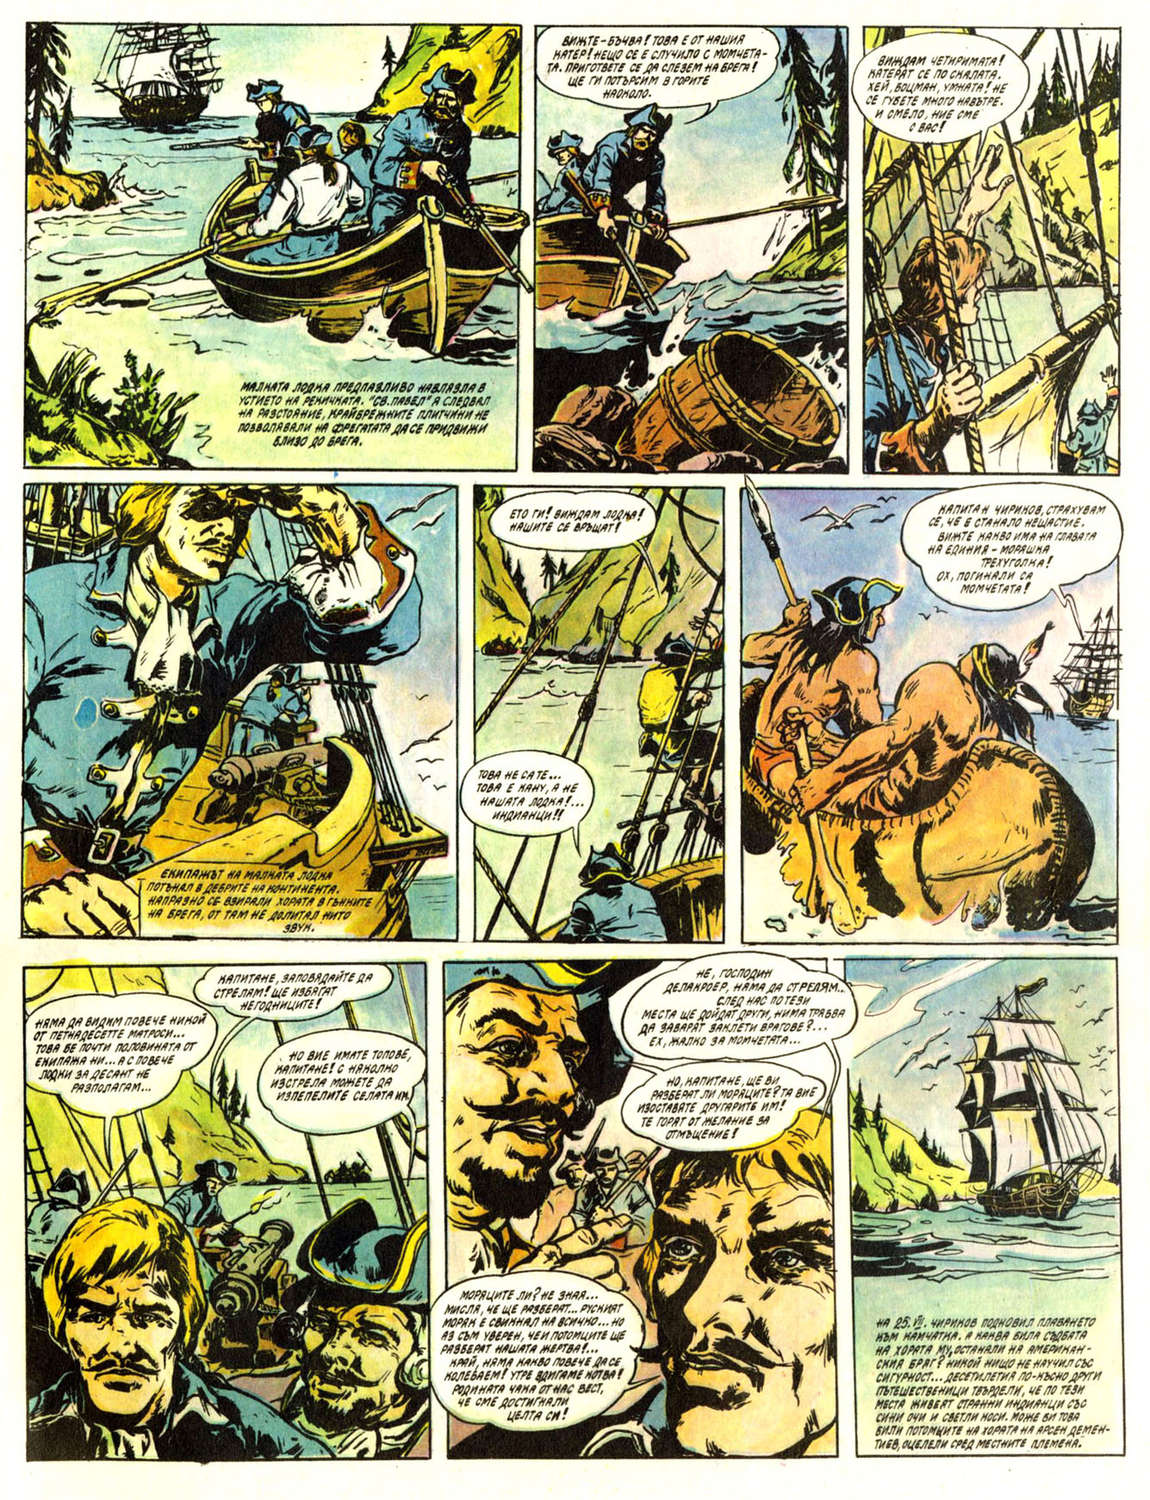 МАЛКАТА ЛОДКА ПРЕДПАЗЛИВО НАВЛЯЗЛА В
УСТИЕТО НА РЕКИЧКАТА. "СВ. ПАВЕЛ" Я СЛЕДВАЛ
НА РАЗСТОЯНИЕ, КРАЙБРЕЖНИТЕ ПЛИТЧИНИ НЕ
ПОЗВОЛЯВАЛИ НА ФРЕГАТАТА ДА СЕ ПРИДВИЖИ
БЛИЗО ДО БРЕГА.
ВИЖТЕ - БЪЧВА! ТОВА Е ОТ НАШИЯ
КАТЕР! НЕЩО СЕ Е СЛУЧИЛО С МОМЧЕТА-
ТА. ПРИГОТВЕТЕ СЕ ДА СЛЕЗЕМ НА БРЕГА!
ЩЕ ГИ ПОТЪРСИМ В ГОРИТЕ
НАОКОЛО.
ВИЖДАМ ЧЕТИРИМАТА!
КАТЕРЯТ СЕ ПО СКАЛАТА.
ХЕЙ, БОЦМАН, УМНАТА! НЕ
СЕ ГУБЕТЕ МНОГО НАВЪТРЕ.
И СМЕЛО, НИЕ СМЕ
С ВАС!
ЕКИПАЖЪТ НА МАЛКАТА ЛОДКА
ПОТЪНАЛ В ДЕБРИТЕ НА КОНТИНЕНТА.
НАПРАЗНО СЕ ВЗИРАЛИ ХОРАТА В ГЪНКИТЕ
НА БРЕГА, ОТ ТАМ НЕ ДОЛИТАЛ НИТО
ЗВУК.
ЕТО ГИ! ВИЖДАМ ЛОДКА!
НАШИТЕ СЕ ВРЪЩАТ!
ТОВА НЕ СА ТЕ...
ТОВА Е КАНУ, А НЕ
НАШАТА ЛОДКА!...
ИНДИАНЦИ!!
КАПИТАН ЧИРИКОВ, СТРАХУВАМ
СЕ, ЧЕ Е СТАНАЛО НЕЩАСТИЕ.
ВИЖТЕ КАКВО ИМА НА ГЛАВАТА
НА ЕДИНИЯ - МОРЯШКА
ТРЕХУГОЛКА!
ОХ, ПОГИНАЛИ СА
МОМЧЕТАТА!
КАПИТАНЕ, ЗАПОВЯДАЙТЕ ДА
СТРЕЛЯМ! ЩЕ ИЗБЯГАТ
НЕГОДНИЦИТЕ!
НЯМА ДА ВИДИМ ПОВЕЧЕ НИКОЙ
ОТ ПЕТНАДЕСЕТТЕ МАТРОСИ...
ТОВА БЕ ПОЧТИ ПОЛОВИНАТА ОТ
ЕКИПАЖА НИ... А С ПОВЕЧЕ
ЛОДКИ ЗА ДЕСАНТ НЕ
РАЗПОЛАГАМ...
НО ВИЕ ИМАТЕ ТОПОВЕ,
КАПИТАНЕ! С НЯКОЛКО
ИЗСТРЕЛА МОЖЕТЕ ДА
ИЗПЕПЕЛИТЕ СЕЛАТА ИМ.
НЕ, ГОСПОДИН
ДЕЛАКРОЕР, НЯМА ДА СТРЕЛЯМ...
СЛЕД НАС ПО ТЕЗИ
МЕСТА ЩЕ ДОЙДАТ ДРУГИ, НИМА ТРЯБВА
ДА ЗАВАРЯТ ЗАКЛЕТИ ВРАГОВЕ?...
ЕХ, ЖАЛКО ЗА МОМЧЕТАТА...
НО, КАПИТАНЕ, ЩЕ ВИ
РАЗБЕРАТ ЛИ МОРЯЦИТЕ? ТА ВИЕ
ИЗОСТАВЯТЕ ДРУГАРИТЕ ИМ!
ТЕ ГОРЯТ ОТ ЖЕЛАНИЕ ЗА
ОТМЪЩЕНИЕ!
МОРЯЦИТЕ ЛИ? НЕ ЗНАЯ...
МИСЛЯ, ЧЕ ЩЕ РАЗБЕРАТ... РУСКИЯТ
МОРЯК Е СВИКНАЛ НА ВСИЧКО... НО
АЗ СЪМ УВЕРЕН, ЧЕ И ПОТОМЦИТЕ ЩЕ
РАЗБЕРАТ НАШАТА ЖЕРТВА!...
КРАЙ, НЯМА КАКВО ПОВЕЧЕ ДА СЕ
КОЛЕБАЕМ! УТРЕ ВДИГАМЕ КОТВА!
РОДИНАТА ЧАКА ОТ НАС ВЕСТ,
ЧЕ СМЕ ДОСТИГНАЛИ
ЦЕЛТА СИ!
НА 25. VII. ЧИРИКОВ ПОДНОВИЛ ПЛАВАНЕТО
КЪМ КАМЧАТКА. А КАКВА БИЛА СЪДБАТА
НА ХОРАТА МУ, ОСТАНАЛИ НА АМЕРИКАН-
СКИЯ БРЯГ? НИКОЙ НИЩО НЕ НАУЧИЛ СЪС
СИГУРНОСТ... ДЕСЕТИЛЕТИЯ ПО-КЪСНО ДРУГИ
ПЪТЕШЕСТВЕНИЦИ ТВЪРДЕЛИ, ЧЕ ПО ТЕЗИ
МЕСТА ЖИВЕЯТ СТРАННИ ИНДИАНЦИ СЪС
СИНИ ОЧИ И СВЕТЛИ КОСИ. МОЖЕ БИ ТОВА
БИЛИ ПОТОМЦИТЕ НА ХОРАТА НА АРСЕН ДЕМЕН-
ТИЕВ, ОЦЕЛЕЛИ СРЕД МЕСТНИТЕ ПЛЕМЕНА.